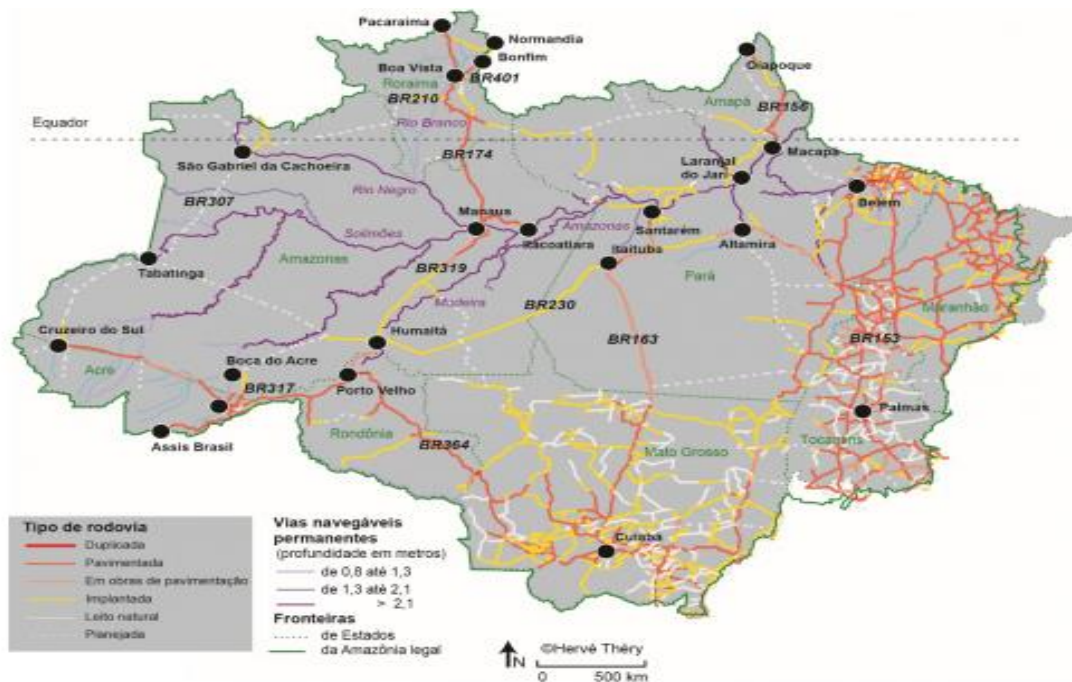 Pacaraima
Normandia
Bonfim
Boa Vista
BR401
Roraima
BR210
Oiapoque
Amapá
BR156
Equador
Rio Branco
Macapá
BR174
São Gabriel da Cachoeira
Laranjal
do Jari
Rio Negro
Belém
BR307
Manaus
Amazonas
Santarém
Solimões
Itacoatiara
Itaituba
Altamira
Tabatinga
Amazonas
BR319
Pará
Madeira
BR230
Maranhão
Cruzeiro do Sul
Humaitá
BR163
BR153
Boca do Acre
Acre
BR317
Porto Velho
Palmas
Assis Brasil
Rondônia
BR364
Mato Grosso
Tocantins
Cuiabá
Tipo de rodovia
Duplicada
Pavimentada
Em obras de pavimentação
Implantada
Leito natural
Planejada
Vias navegáveis
permanentes
(profundidade em metros)
de 0,8 até 1,3
de 1,3 até 2,1
> 2,1
Fronteiras
de Estados
da Amazônia legal
N
©Hervé Théry
0 500 km